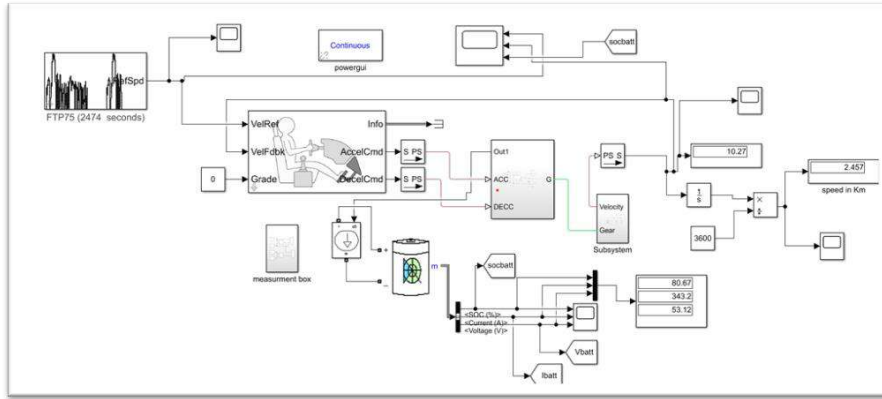 Continuous
powergui
socbatt
RefSpd
FTP75 (2474 seconds)
VelRef
Info
VelFdbk
AccelCmd
S PS
Out1
PS S
10.27
0
Grade
DecelCmd
S PS
ACC
G
DECC
1
s
×
÷
2.457
speed in Km
Velocity
Gear
Subsystem
3600
measurment box
+
m
−
socbatt
<SOC (%)>
<Current (A)>
<Voltage (V)>
80.67
343.2
53.12
Vbatt
Ibatt